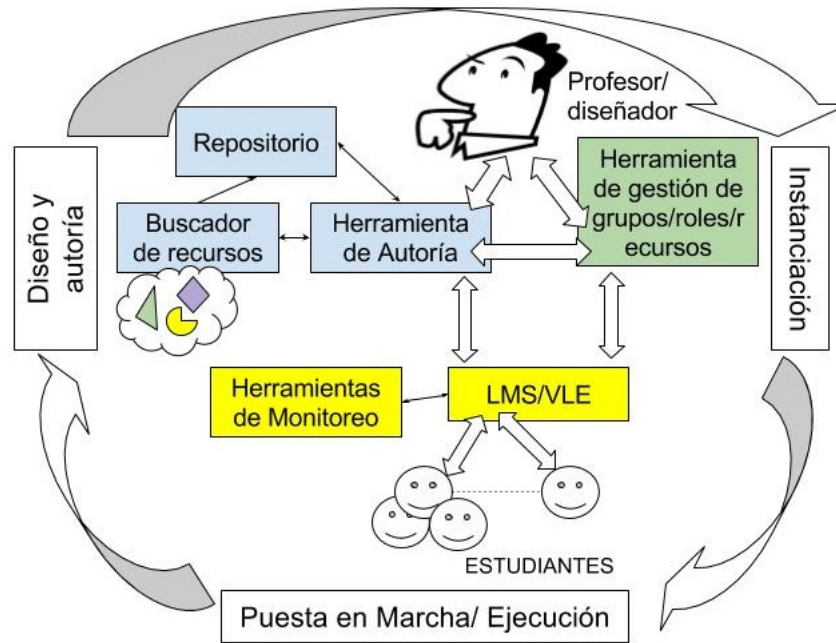 Profesor/
diseñador
Repositorio
Herramienta
de gestión de
grupos/roles/r
ecursos
Diseño y
autoría
Buscador
de recursos
Herramienta
de Autoría
Instanciación
Herramientas
de Monitoreo
LMS/VLE
ESTUDIANTES
Puesta en Marcha/ Ejecución